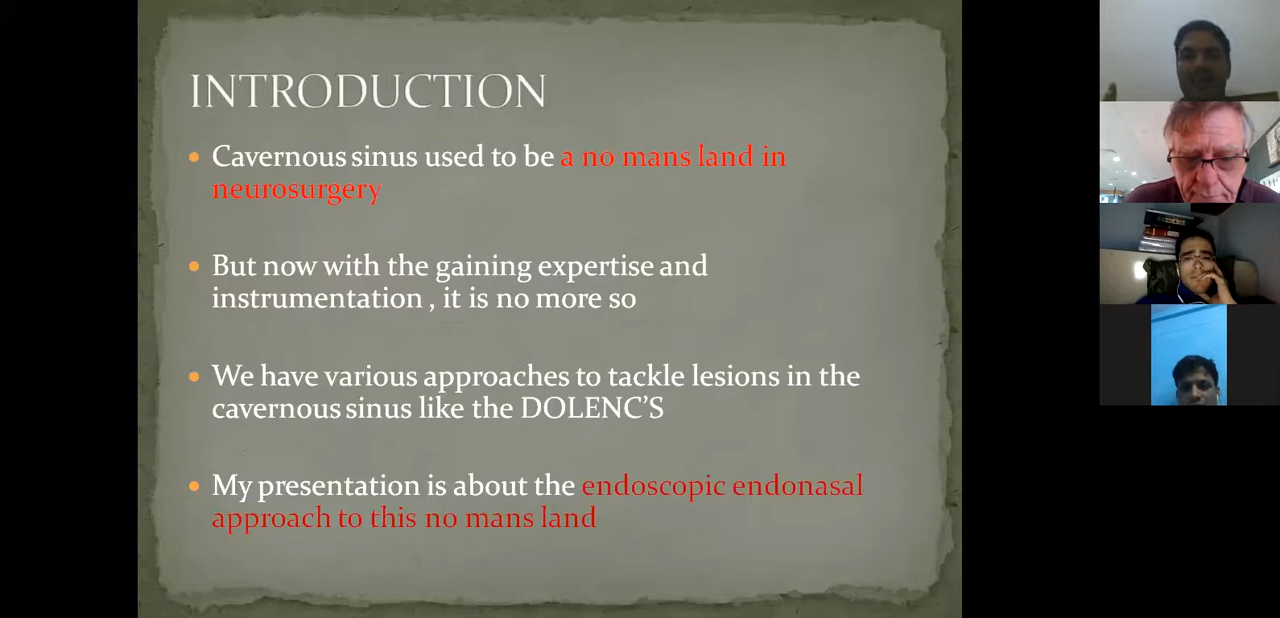 INTRODUCTION
Cavernous sinus used to be a no mans land in
neurosurgery
But now with the gaining expertise and
instrumentation , it is no more so
We have various approaches to tackle lesions in the
cavernous sinus like the DOLENC’S
My presentation is about the endoscopic endonasal
approach to this no mans land